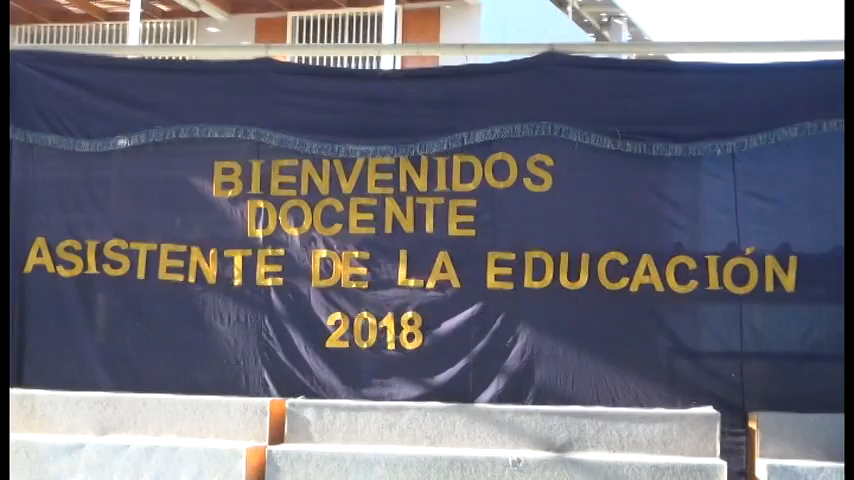 BIENVENIDOS
DOCENTE
ASISTENTE DE LA EDUCACIÓN
2018